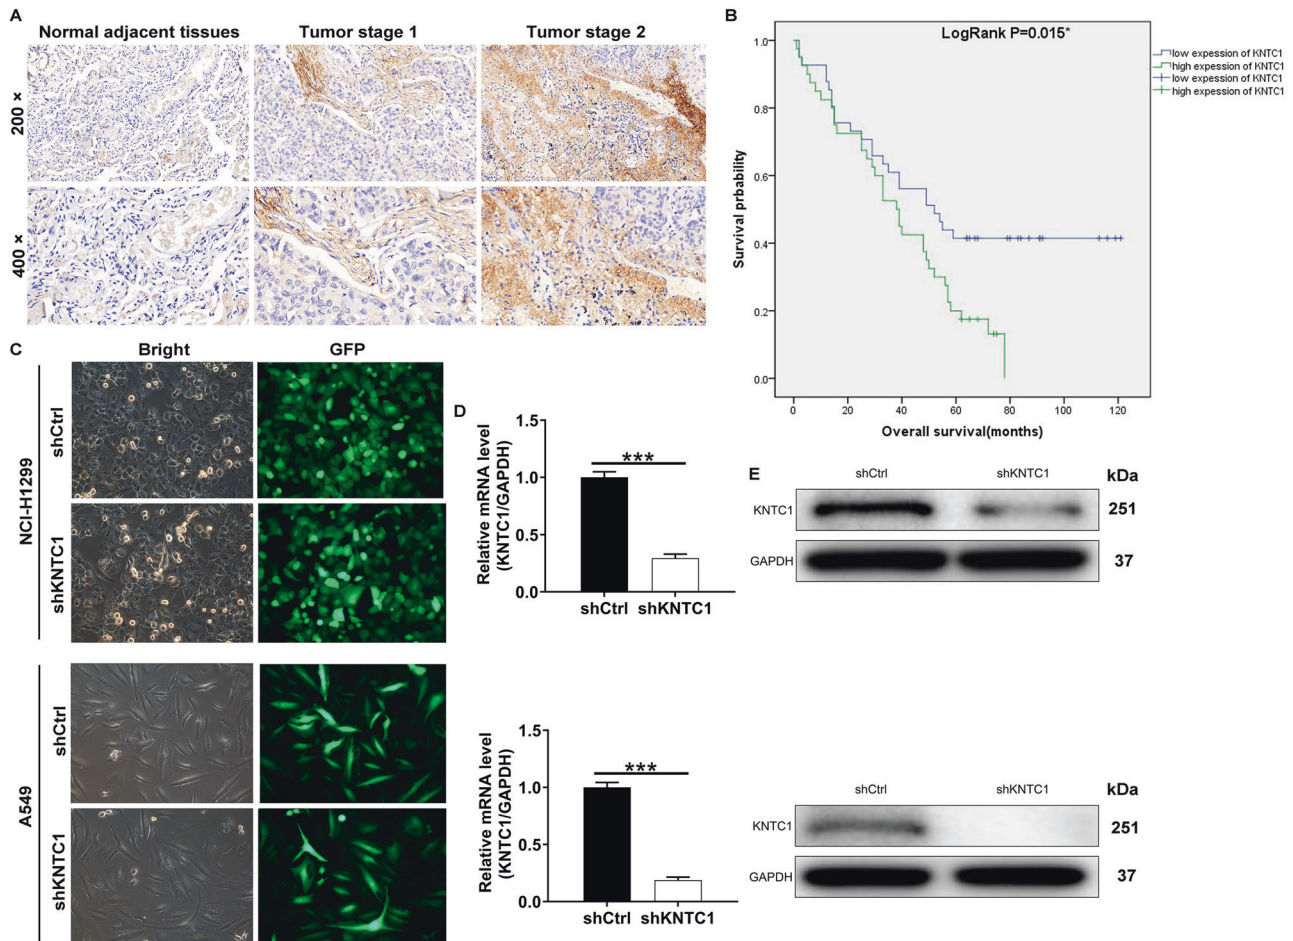 A
Normal adjacent tissues
Tumor stage 1
Tumor stage 2
200 ×
400 ×
B
LogRank P=0.015*
low expession of KNTC1
high expession of KNTC1
low expession of KNTC1
high expession of KNTC1
Survival prbability
1.0
0.8
0.6
0.4
0.2
0.0
0
20
40
60
80
100
120
Overall survival(months)
C
Bright
GFP
NCI-H1299
shCtrl
shKNTC1
A549
shCtrl
shKNTC1
D
Relative mRNA level
(KNTC1/GAPDH)
1.5
1.0
0.5
0.0
***
shCtrl
shKNTC1
Relative mRNA level
(KNTC1/GAPDH)
1.5
1.0
0.5
0.0
***
shCtrl
shKNTC1
E
shCtrl
shKNTC1
kDa
KNTC1
251
GAPDH
37
shCtrl
shKNTC1
kDa
KNTC1
251
GAPDH
37